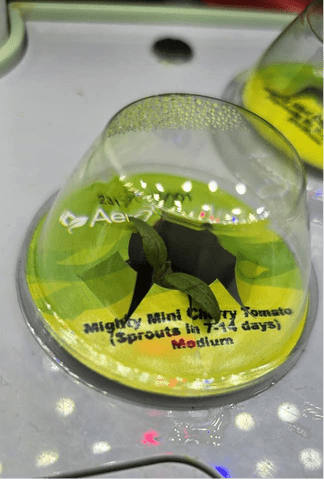 Aero
Mighty Mini Cherry Tomato
(Sprouts in 7-14 days)
Medium